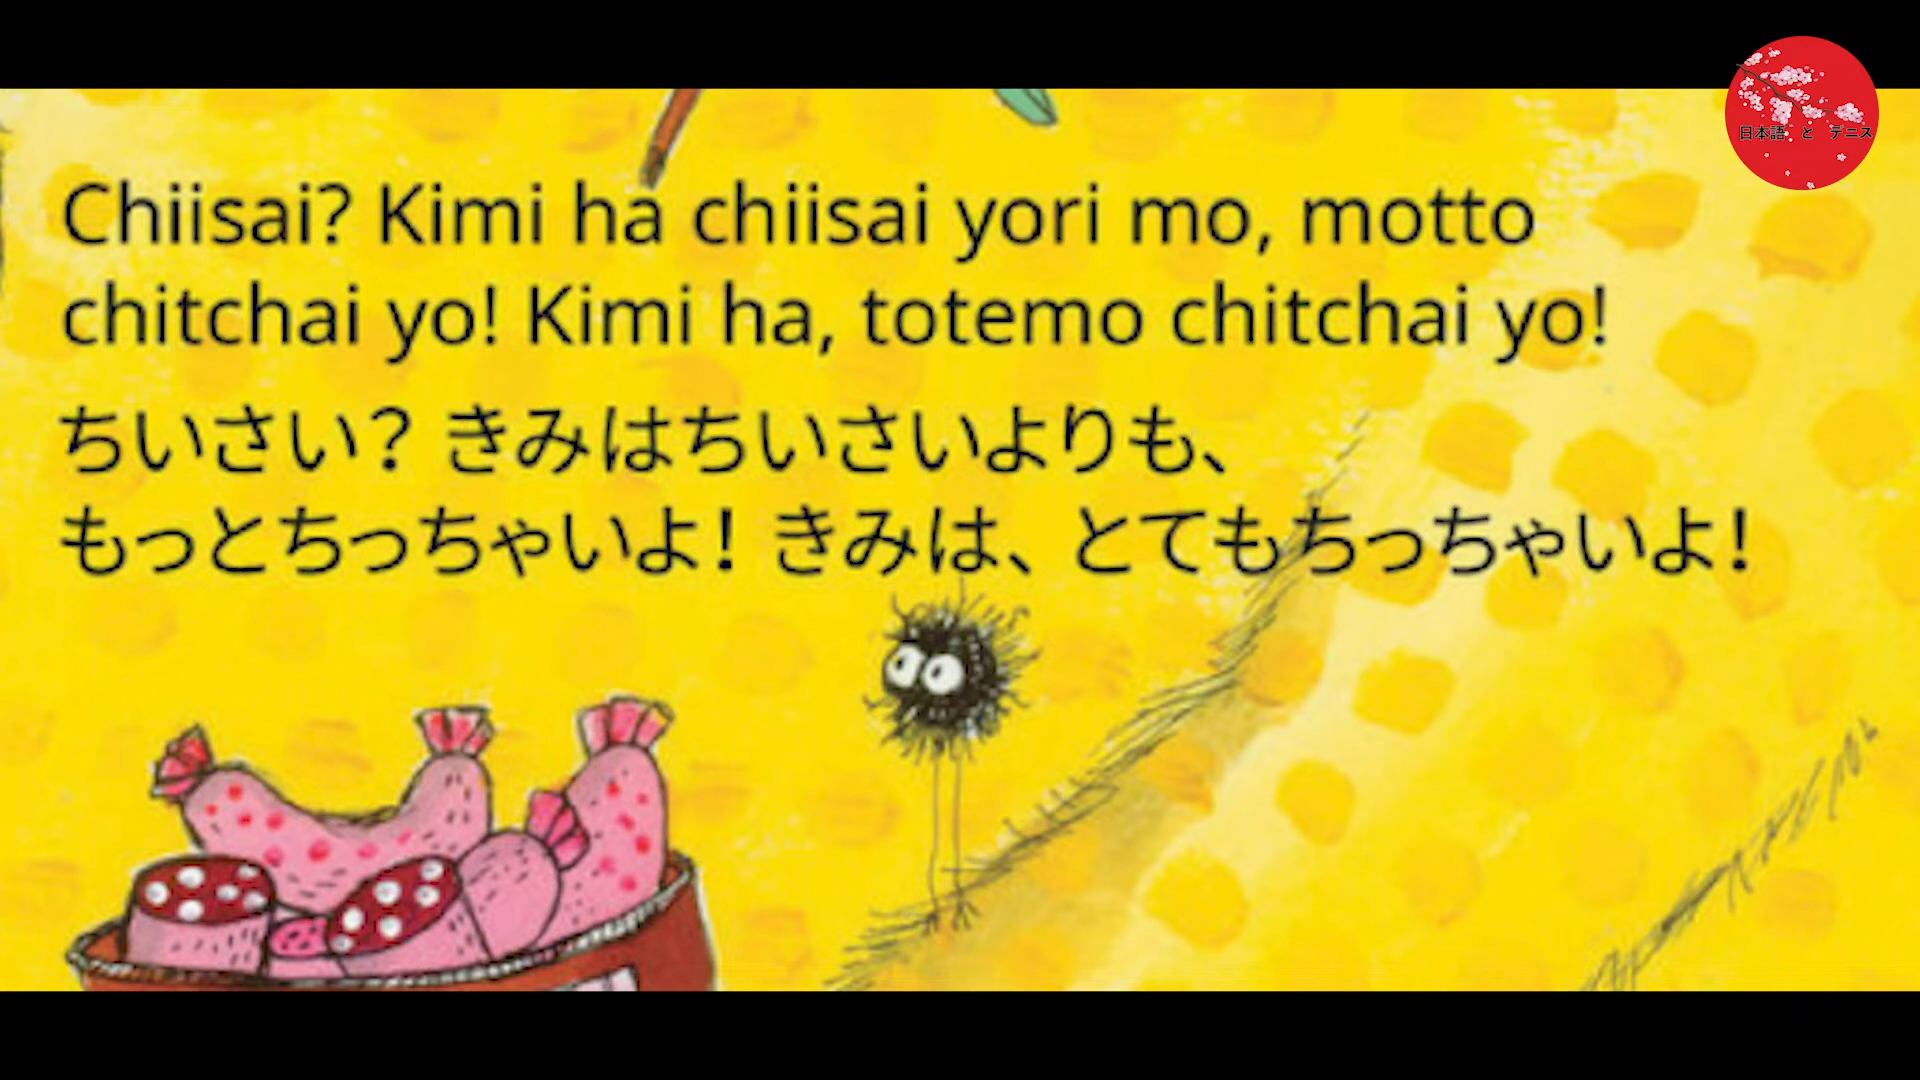 日本語 と デニス
Chiisai? Kimi ha chiisai yori mo, motto
chitchai yo! Kimi ha, totemo chitchai yo!
ちいさい? きみはちいさいよりも、
もっとちっちゃいよ! きみは、とてもちっちゃいよ!